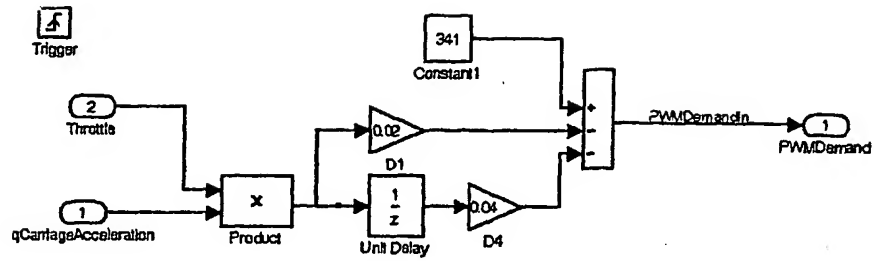 Trigger
341
Constant1
2
Throttle
1
qCarriageAcceleration
x
Product
0.02
D1
1
z
Unit Delay
0.04
D4
+
-
-
PWMDemandIn
1
PWMDemand